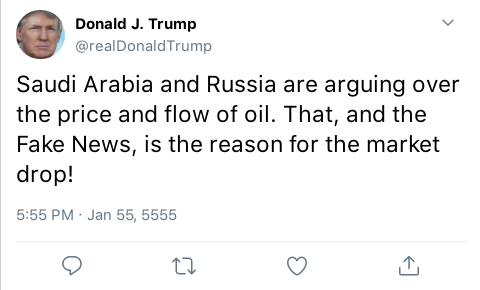 Donald J. Trump
@realDonaldTrump
Saudi Arabia and Russia are arguing over
the price and flow of oil. That, and the
Fake News, is the reason for the market
drop!
5:55 PM · Jan 55, 5555